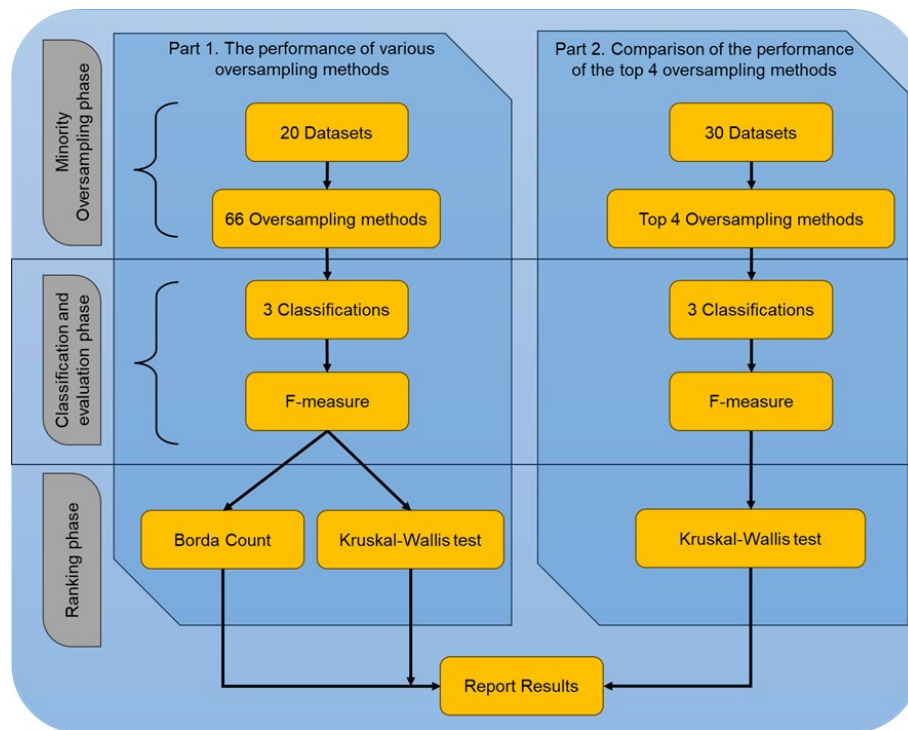 Part 1. The performance of various
oversampling methods
Part 2. Comparison of the performance
of the top 4 oversampling methods
Minority
Oversampling phase
20 Datasets
30 Datasets
66 Oversampling methods
Top 4 Oversampling methods
Classification and
evaluation phase
3 Classifications
3 Classifications
F-measure
F-measure
Ranking phase
Borda Count
Kruskal-Wallis test
Kruskal-Wallis test
Report Results